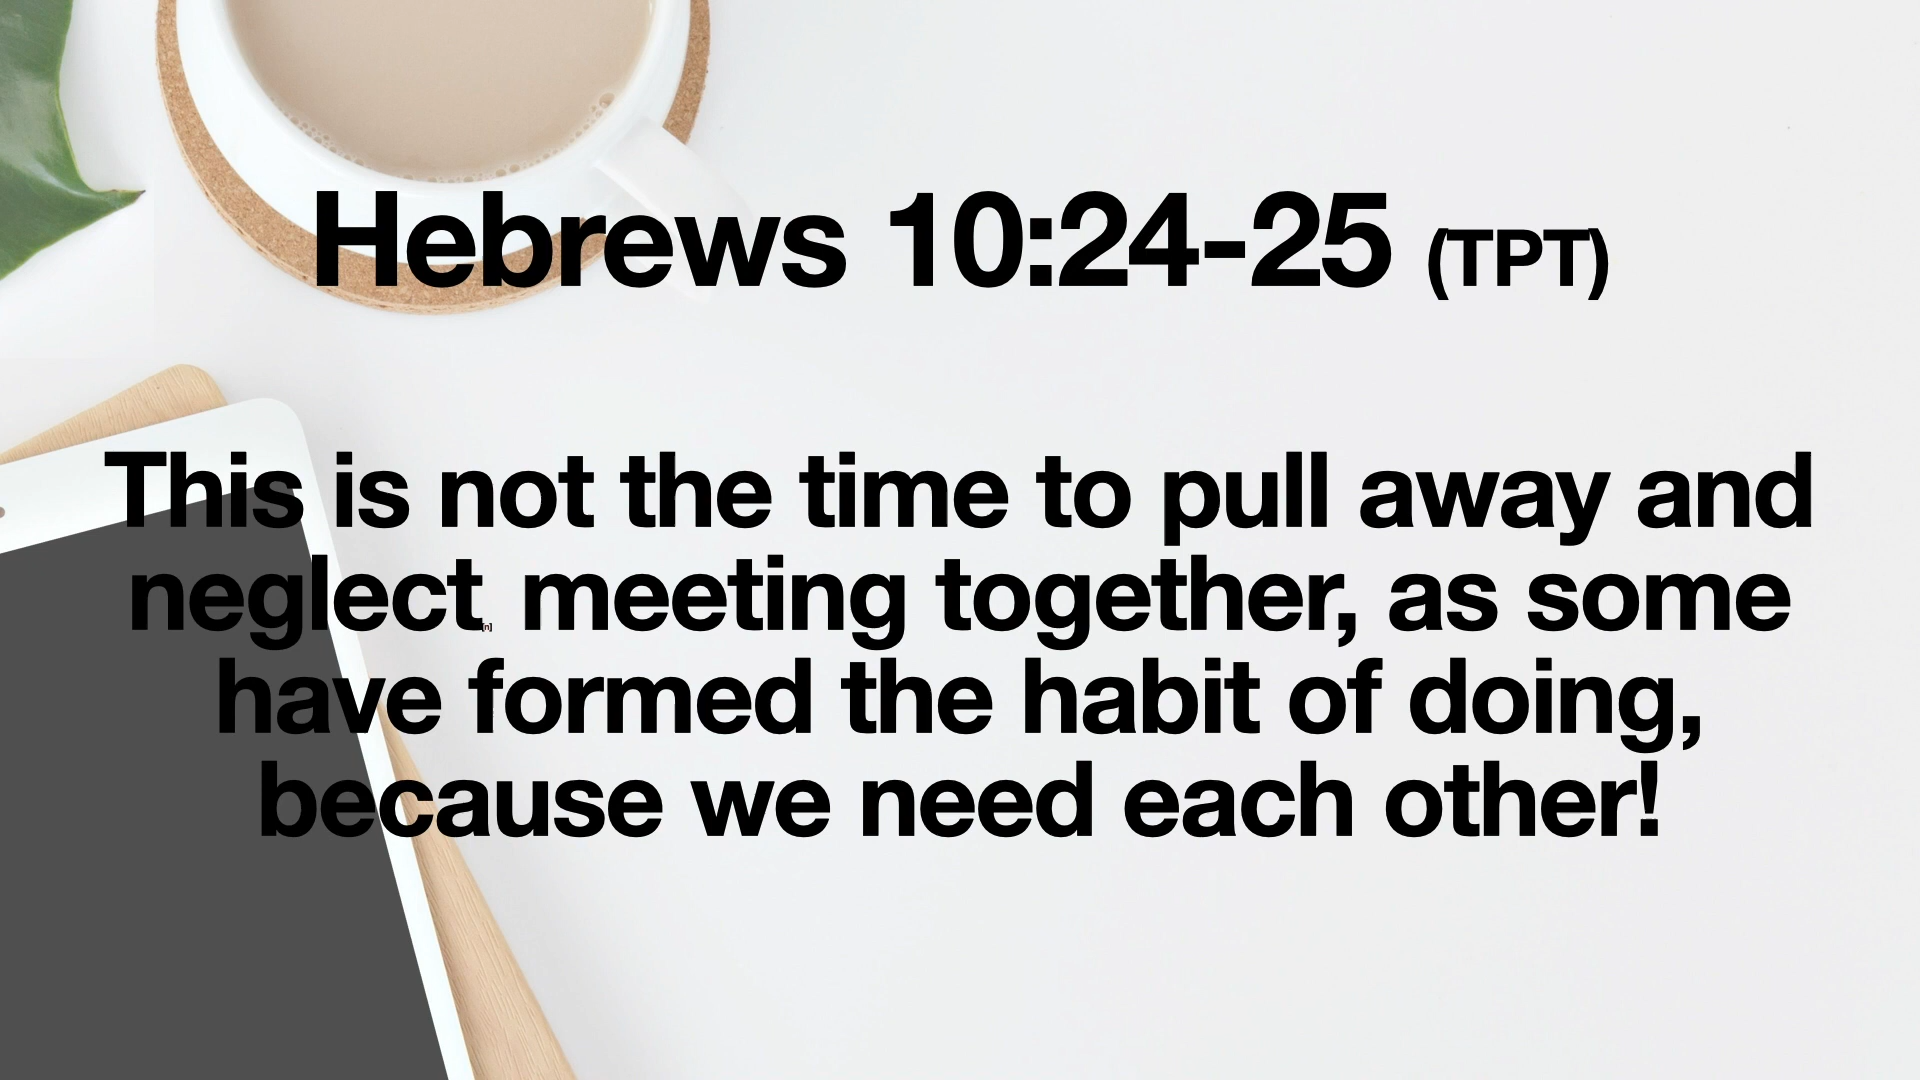 Hebrews 10:24-25 (TPT)
This is not the time to pull away and
neglect[n] meeting together, as some
have formed the habit of doing,
because we need each other!